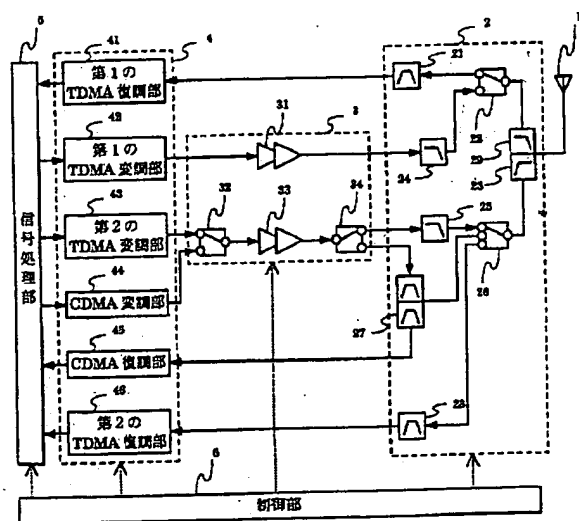 5
41
4
2
1
第1の
TDMA 復調部
21
22
42
31
3
第1の
TDMA 変調部
24
29
23
43
32
33
34
25
第2の
TDMA 変調部
26
44
CDMA 変調部
27
45
CDMA 復調部
46
第2の
TDMA 復調部
信号処理部
6
制御部